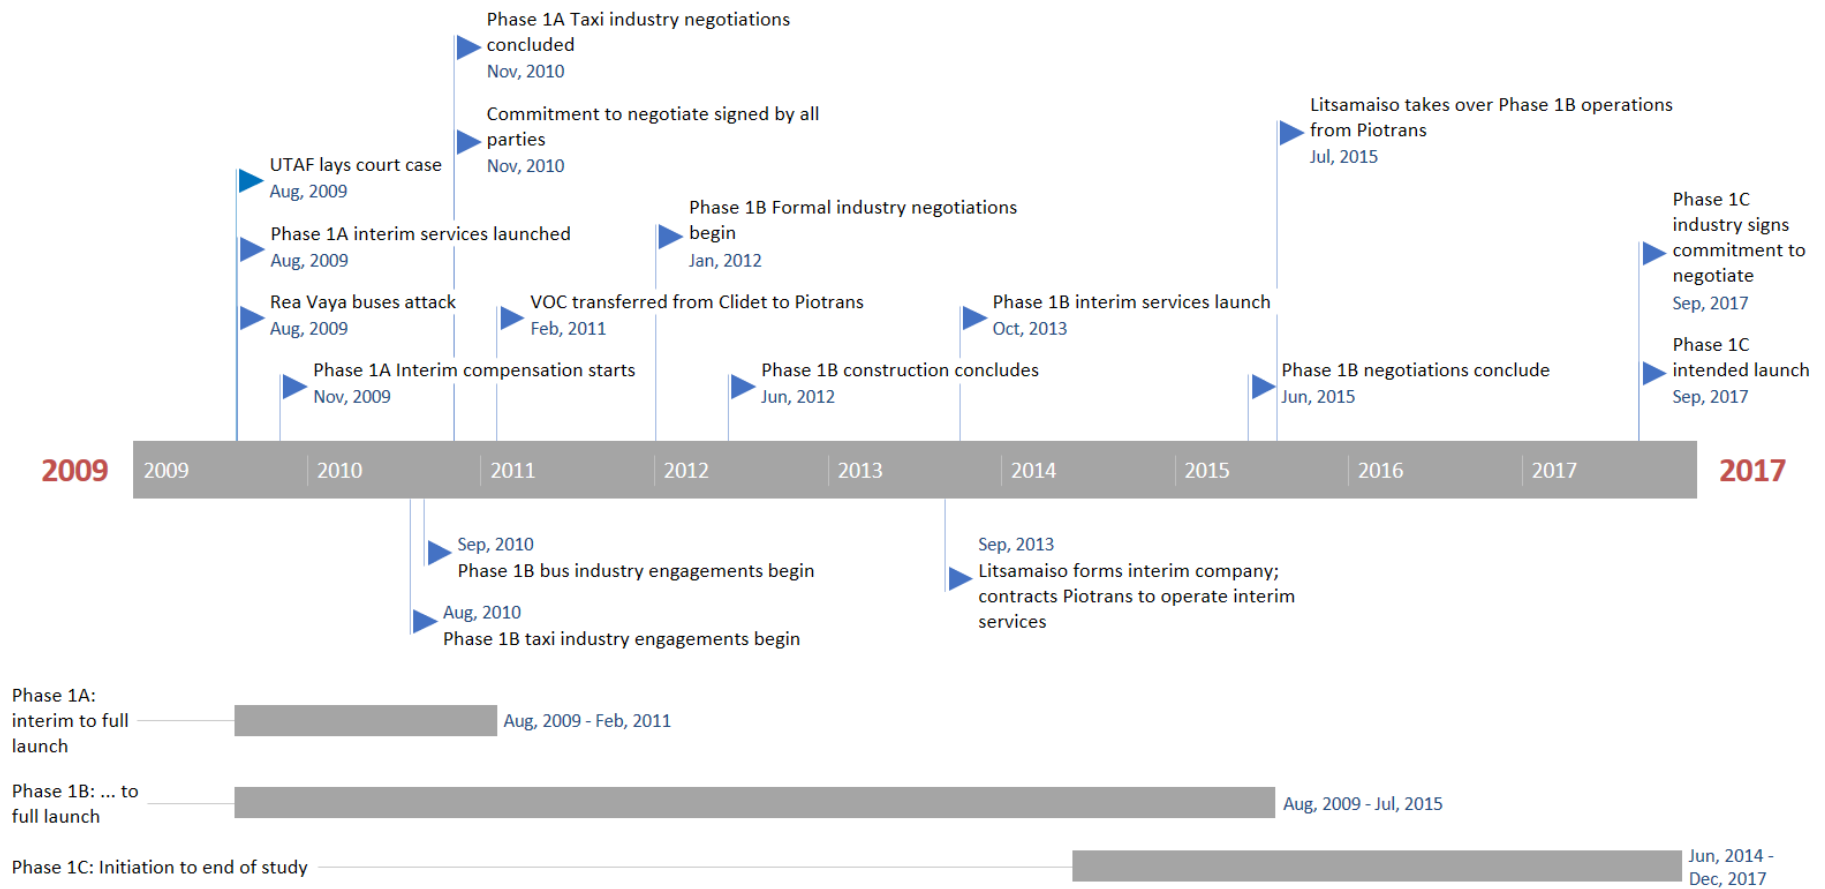 Phase 1A Taxi industry negotiations
concluded
Nov, 2010
Commitment to negotiate signed by all
parties
Nov, 2010
Litsamaiso takes over Phase 1B operations
from Piotrans
Jul, 2015
UTAF lays court case
Aug, 2009
Phase 1A interim services launched
Aug, 2009
Phase 1B Formal industry negotiations
begin
Jan, 2012
Phase 1C
industry signs
commitment to
negotiate
Sep, 2017
Rea Vaya buses attack
Aug, 2009
VOC transferred from Clidet to Piotrans
Feb, 2011
Phase 1B interim services launch
Oct, 2013
Phase 1A Interim compensation starts
Nov, 2009
Phase 1B construction concludes
Jun, 2012
Phase 1B negotiations conclude
Jun, 2015
Phase 1C
intended launch
Sep, 2017
2009 2009 2010 2011 2012 2013 2014 2015 2016 2017 2017
Sep, 2010
Phase 1B bus industry engagements begin
Aug, 2010
Phase 1B taxi industry engagements begin
Sep, 2013
Litsamaiso forms interim company;
contracts Piotrans to operate interim
services
Phase 1A:
interim to full
launch
Aug, 2009 - Feb, 2011
Phase 1B: ... to
full launch
Aug, 2009 - Jul, 2015
Phase 1C: Initiation to end of study
Jun, 2014 -
Dec, 2017